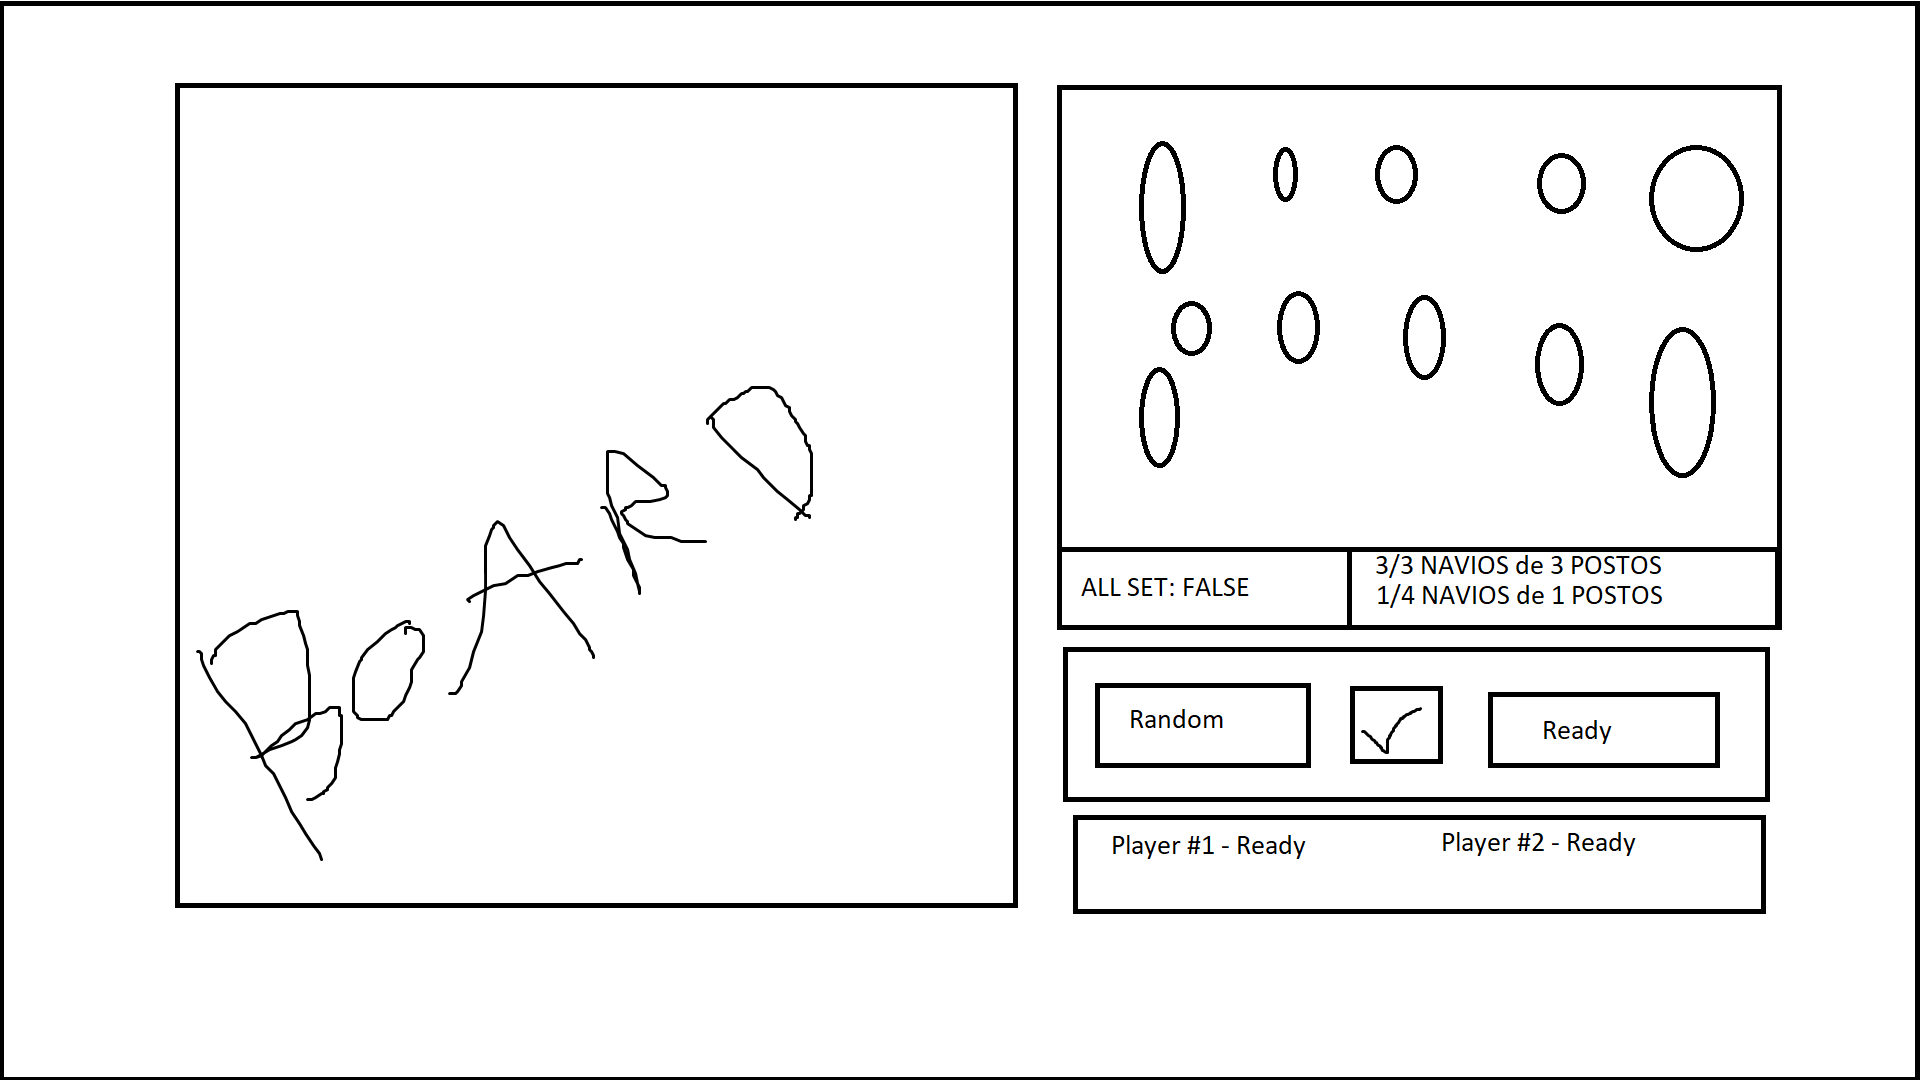 BOARD
ALL SET: FALSE
3/3 NAVIOS de 3 POSTOS
1/4 NAVIOS de 1 POSTOS
Random
Ready
Player #1 - Ready
Player #2 - Ready